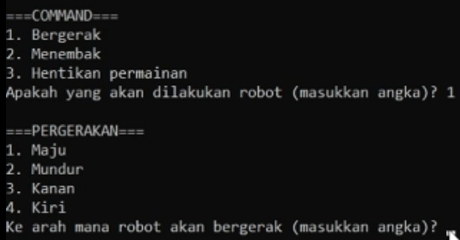 ===COMMAND===
1. Bergerak
2. Menembak
3. Hentikan permainan
Apakah yang akan dilakukan robot (masukkan angka)? 1
===PERGERAKAN===
1. Maju
2. Mundur
3. Kanan
4. Kiri
Ke arah mana robot akan bergerak (masukkan angka)?